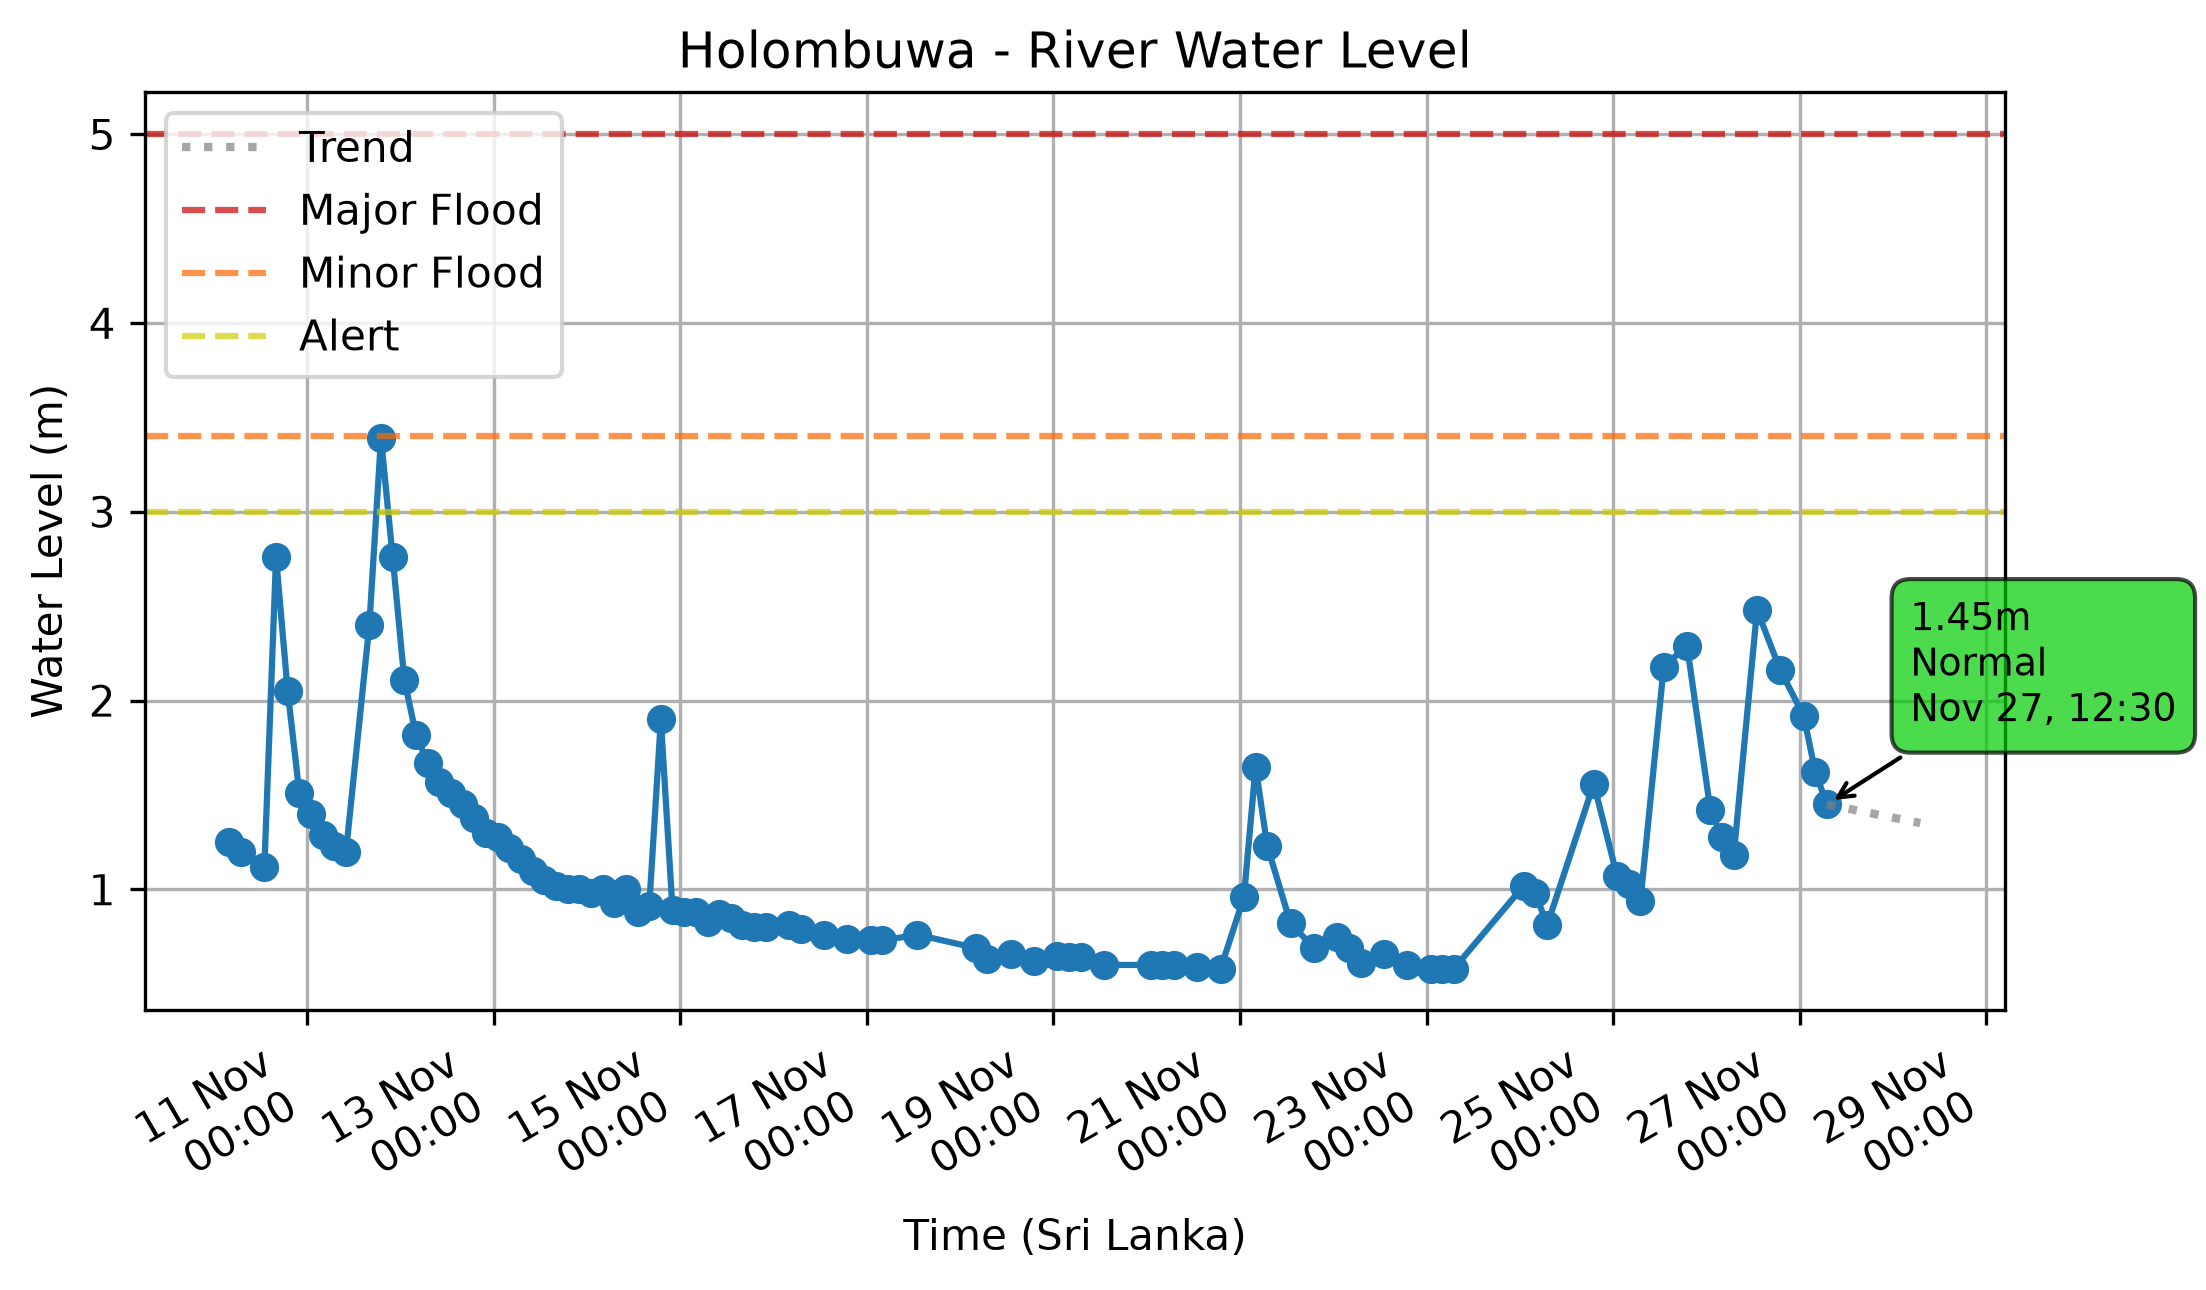 Holombuwa - River Water Level
Trend
Major Flood
Minor Flood
Alert
Water Level (m)
5
4
3
2
1
1.45m
Normal
Nov 27, 12:30
11 Nov
00:00
13 Nov
00:00
15 Nov
00:00
17 Nov
00:00
19 Nov
00:00
21 Nov
00:00
23 Nov
00:00
25 Nov
00:00
27 Nov
00:00
29 Nov
00:00
Time (Sri Lanka)